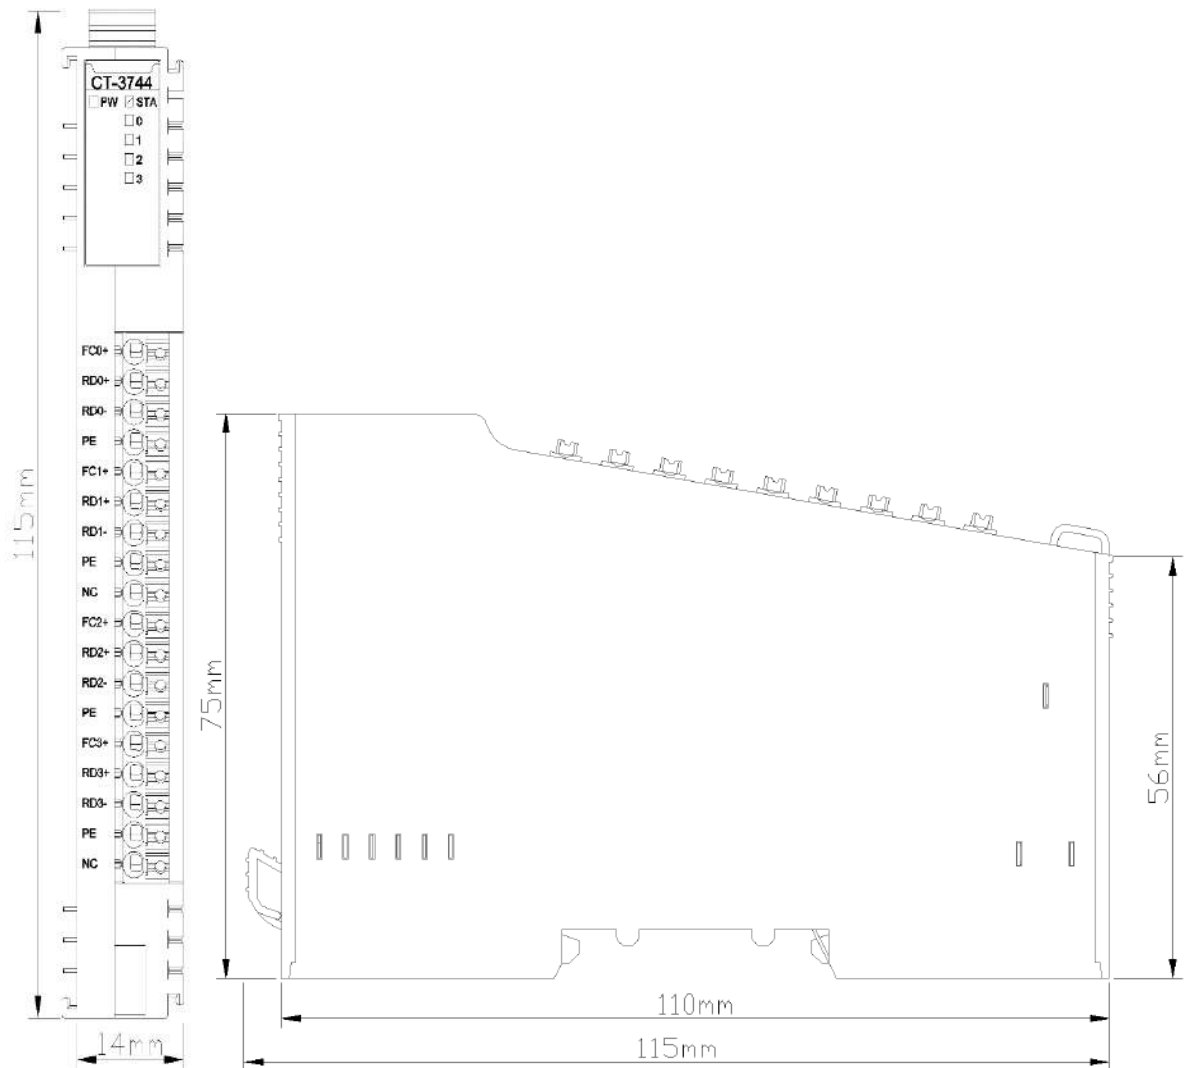 CT-3744
PW STA
0
1
2
3
FC0+
RD0+
RD0-
PE
FC1+
RD1+
RD1-
PE
NC
FC2+
RD2+
RD2-
PE
FC3+
RD3+
RD3-
PE
NC
115mm
14mm
75mm
56mm
110mm
115mm